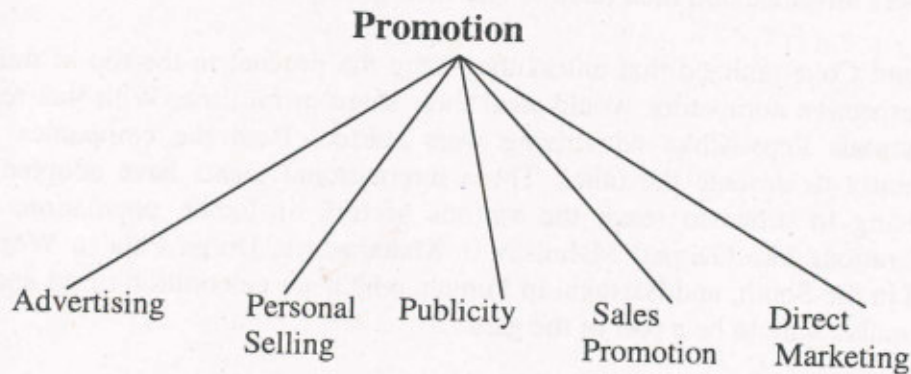 Promotion
Advertising
Personal
Selling
Publicity
Sales
Promotion
Direct
Marketing